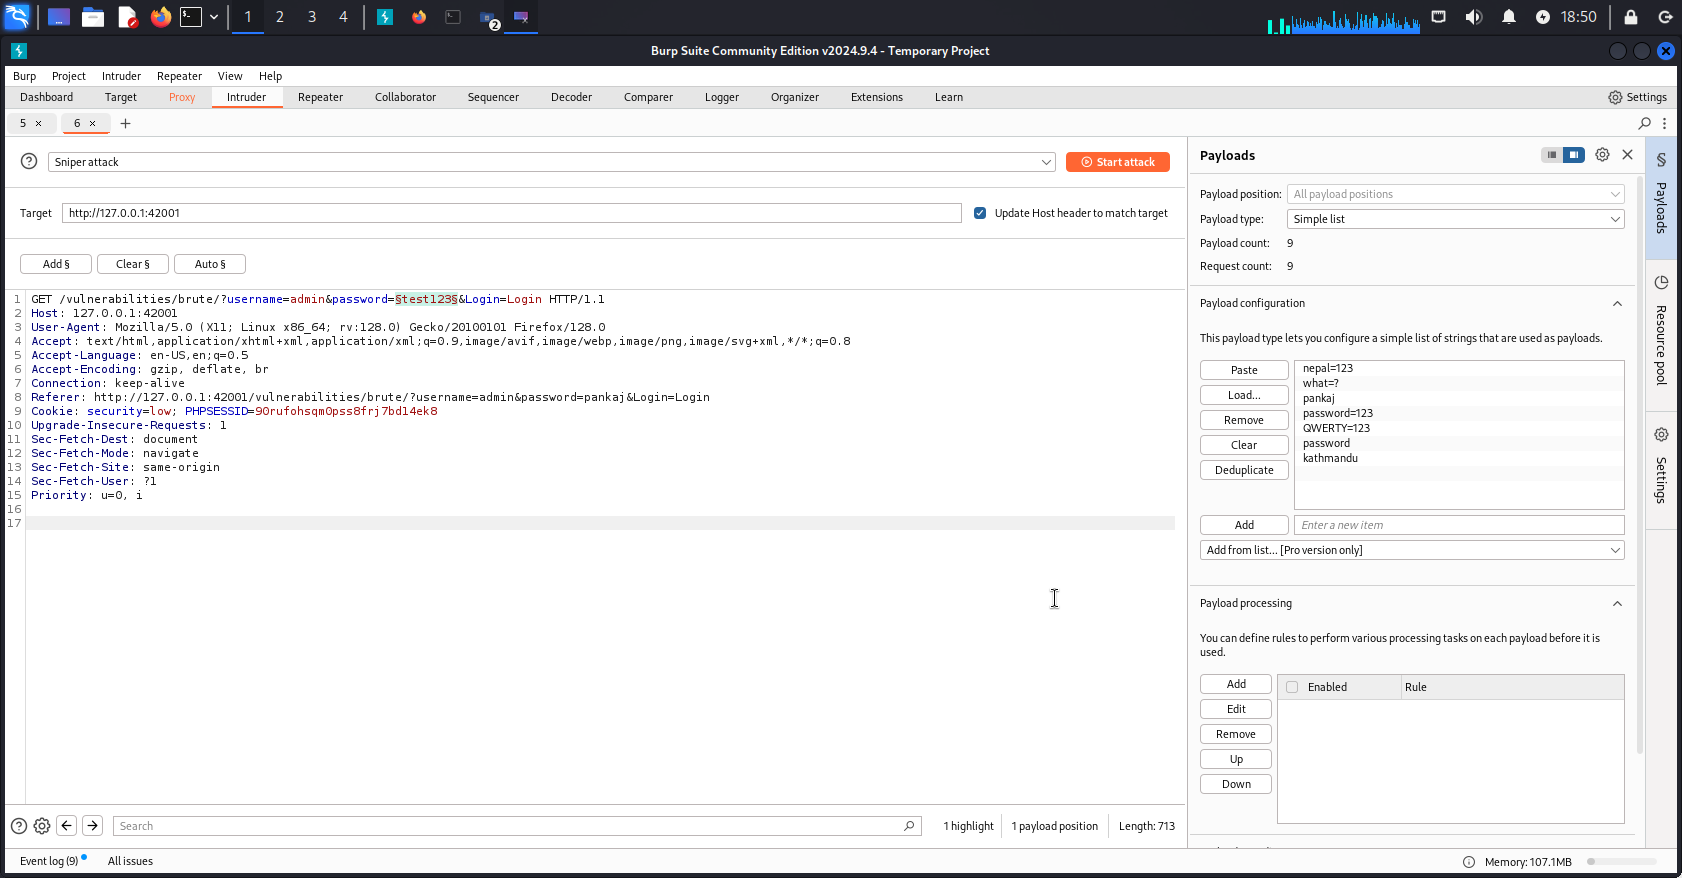 1 2 3 4 2 18:50
Burp Suite Community Edition v2024.9.4 - Temporary Project
Burp Project Intruder Repeater View Help
Dashboard Target Proxy Intruder Repeater Collaborator Sequencer Decoder Comparer Logger Organizer Extensions Learn Settings
5 × 6 × +
Sniper attack Start attack
Target http://127.0.0.1:42001 Update Host header to match target
Add § Clear § Auto §
1 GET /vulnerabilities/brute/?username=admin&password=§test123§&Login=Login HTTP/1.1
2 Host: 127.0.0.1:42001
3 User-Agent: Mozilla/5.0 (X11; Linux x86_64; rv:128.0) Gecko/20100101 Firefox/128.0
4 Accept: text/html,application/xhtml+xml,application/xml;q=0.9,image/avif,image/webp,image/png,image/svg+xml,*/*;q=0.8
5 Accept-Language: en-US,en;q=0.5
6 Accept-Encoding: gzip, deflate, br
7 Connection: keep-alive
8 Referer: http://127.0.0.1:42001/vulnerabilities/brute/?username=admin&password=pankaj&Login=Login
9 Cookie: security=low; PHPSESSID=90rufohsqm0pss8frj7bd14ek8
10 Upgrade-Insecure-Requests: 1
11 Sec-Fetch-Dest: document
12 Sec-Fetch-Mode: navigate
13 Sec-Fetch-Site: same-origin
14 Sec-Fetch-User: ?1
15 Priority: u=0, i
16
17
Search 1 highlight 1 payload position Length: 713
Payloads
Payload position: All payload positions
Payload type: Simple list
Payload count: 9
Request count: 9
Payload configuration
This payload type lets you configure a simple list of strings that are used as payloads.
Paste
Load...
Remove
Clear
Deduplicate
nepal=123
what=?
pankaj
password=123
QWERTY=123
password
kathmandu
Add Enter a new item
Add from list... [Pro version only]
Payload processing
You can define rules to perform various processing tasks on each payload before it is
used.
Add
Edit
Remove
Up
Down
Enabled Rule
§ Payloads
Resource pool
Settings
Event log (9) All issues Memory: 107.1MB